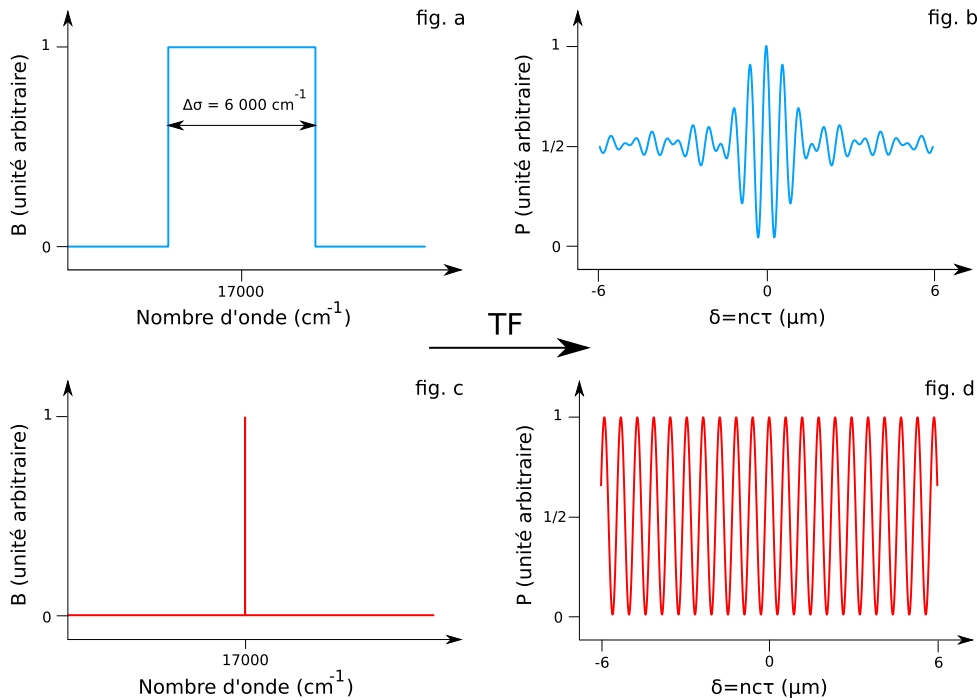 fig. a
B (unité arbitraire)
1
Δσ = 6 000 cm-1
0
17000
Nombre d'onde (cm-1)
fig. b
P (unité arbitraire)
1
1/2
0
-6
0
6
δ=ncτ (µm)
TF
fig. c
B (unité arbitraire)
1
0
17000
Nombre d'onde (cm-1)
fig. d
P (unité arbitraire)
1
1/2
0
-6
0
6
δ=ncτ (µm)